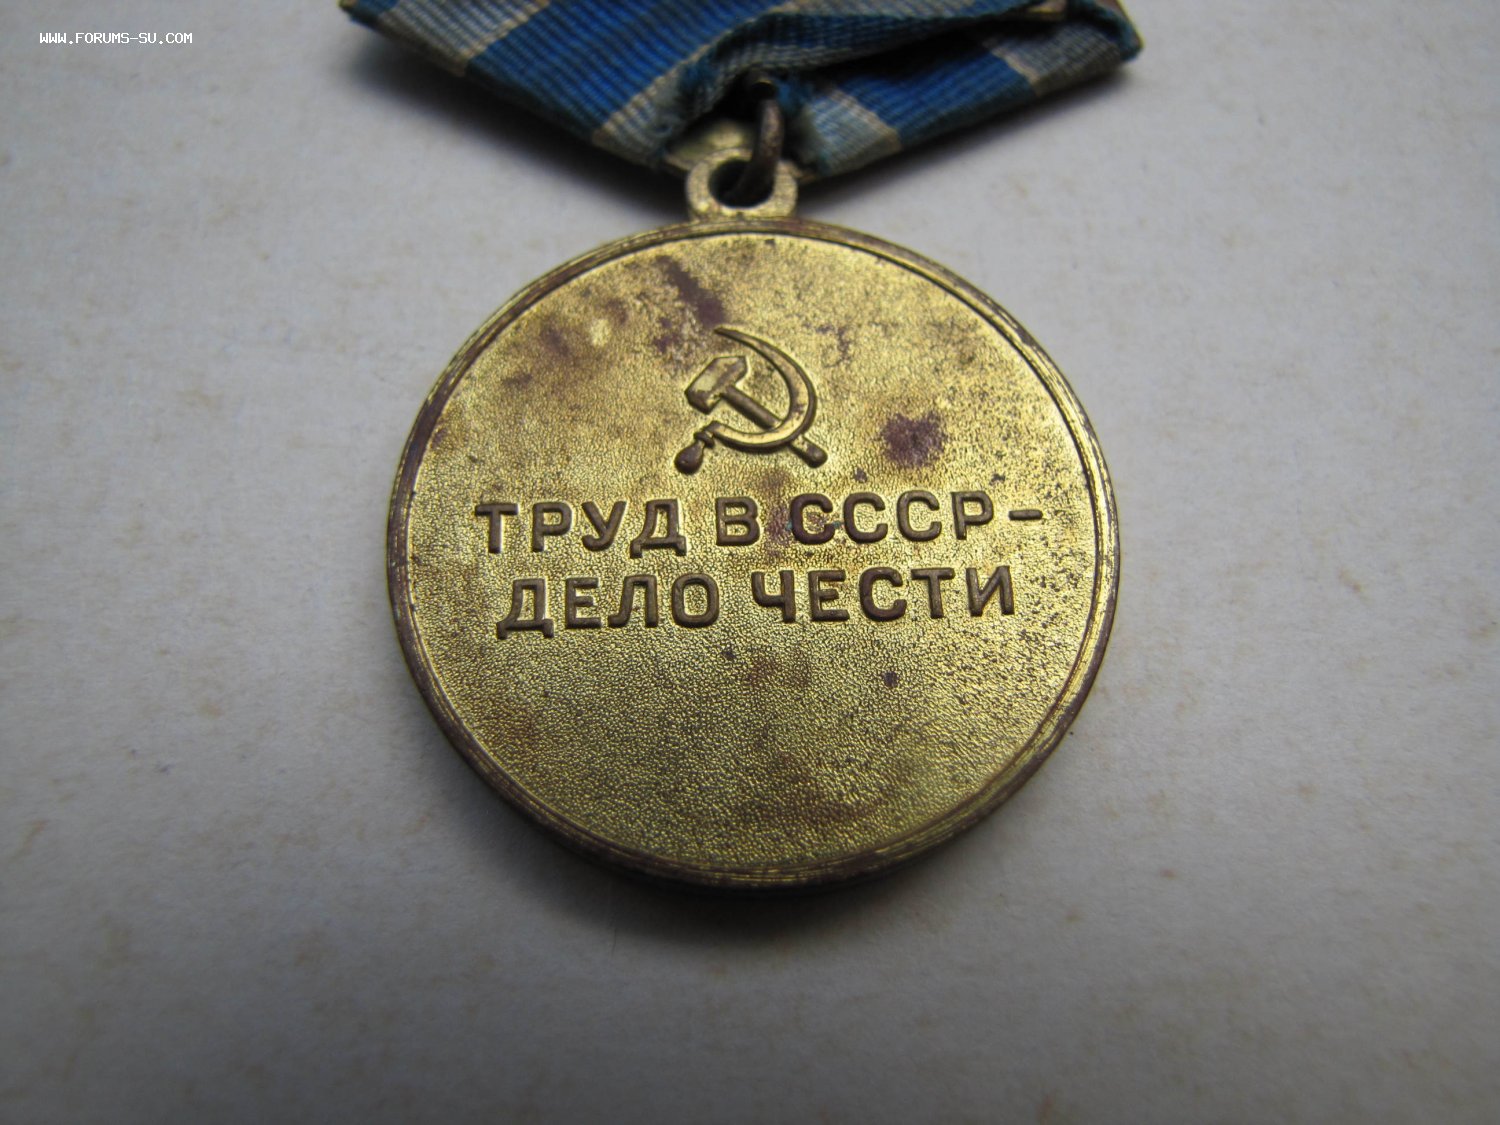 WWW.FORUMS-SU.COM
ТРУД В СССР-
ДЕЛО ЧЕСТИ